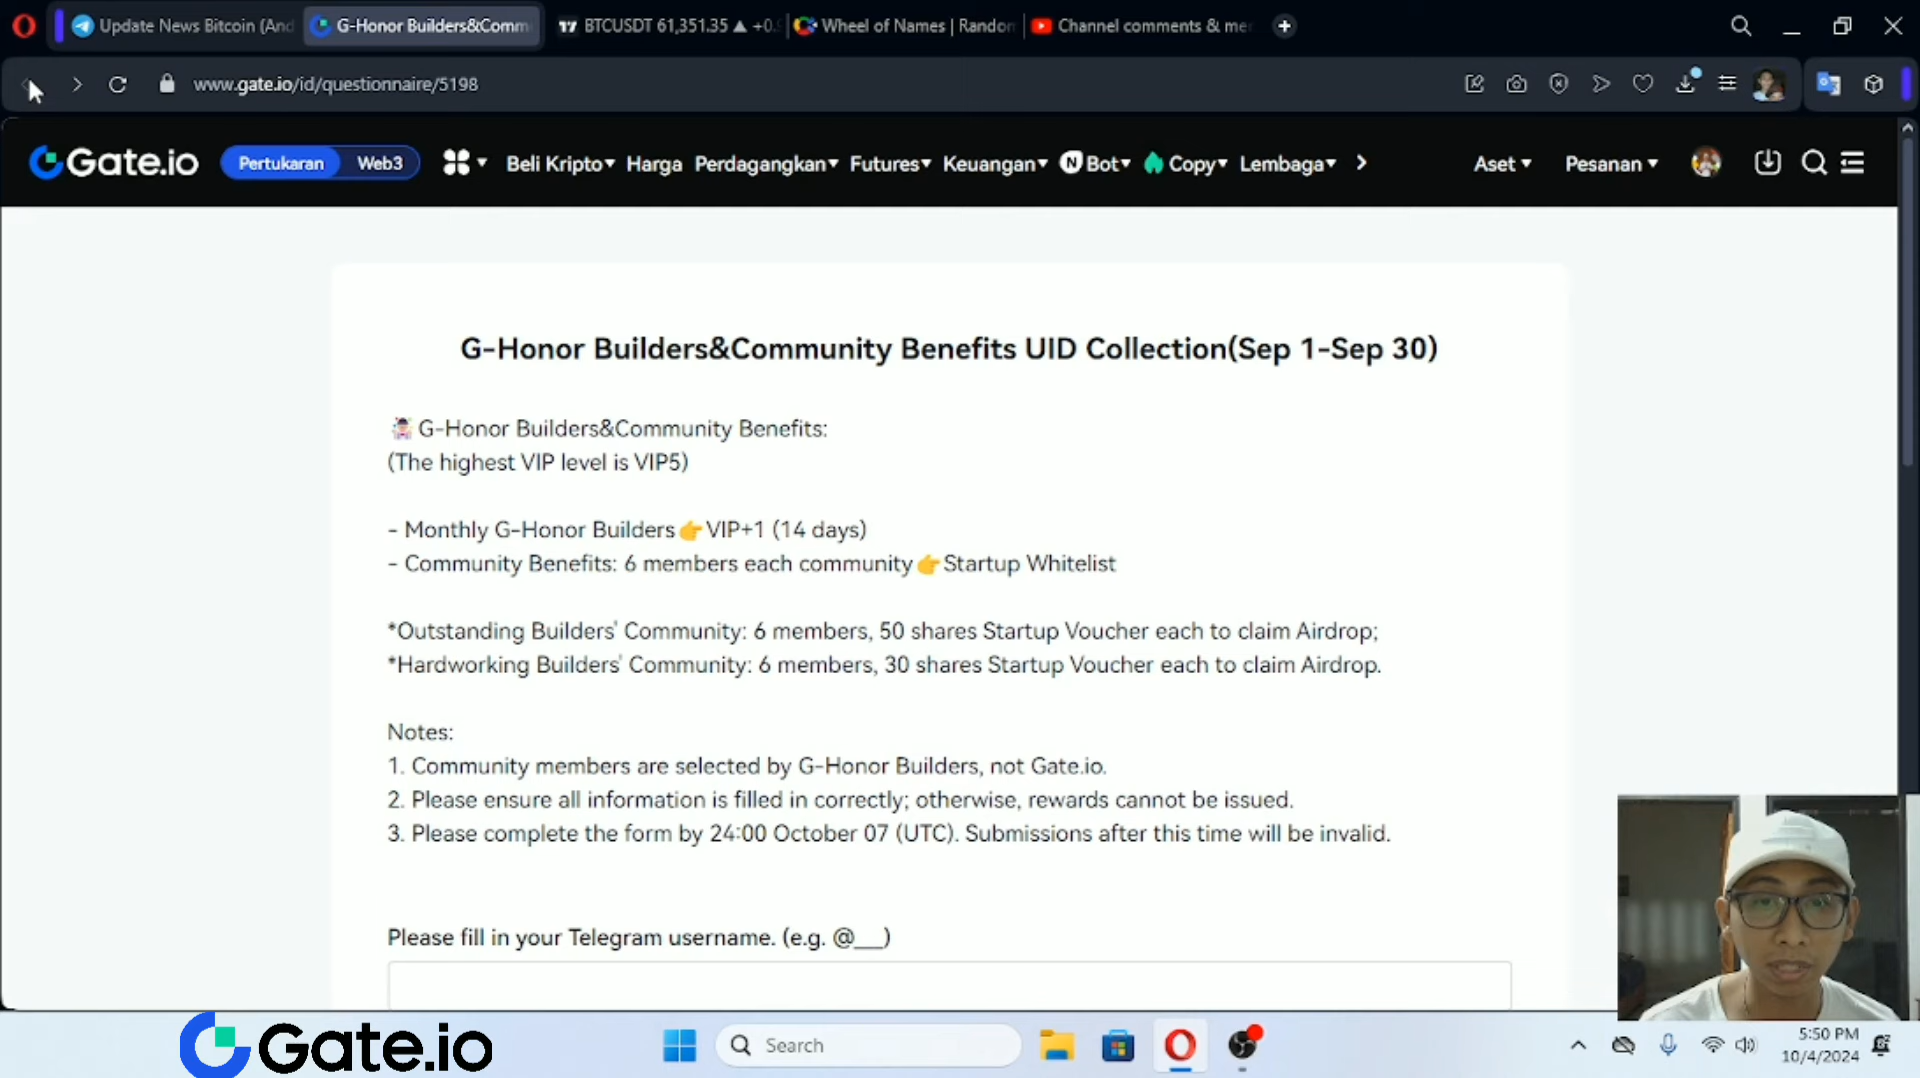 Update News Bitcoin (And
G-Honor Builders&Comm
BTCUSDT 61,351.35 ▲ +0.
Wheel of Names | Random
Channel comments & me
www.gate.io/id/questionnaire/5198
Gate.io
Pertukaran
Web3
Beli Kripto
Harga
Perdagangkan
Futures
Keuangan
Bot
Copy
Lembaga
Aset
Pesanan
G-Honor Builders&Community Benefits UID Collection(Sep 1-Sep 30)
G-Honor Builders&Community Benefits:
(The highest VIP level is VIP5)
- Monthly G-Honor Builders👉VIP+1 (14 days)
- Community Benefits: 6 members each community👉Startup Whitelist
*Outstanding Builders' Community: 6 members, 50 shares Startup Voucher each to claim Airdrop;
*Hardworking Builders' Community: 6 members, 30 shares Startup Voucher each to claim Airdrop.
Notes:
1. Community members are selected by G-Honor Builders, not Gate.io.
2. Please ensure all information is filled in correctly; otherwise, rewards cannot be issued.
3. Please complete the form by 24:00 October 07 (UTC). Submissions after this time will be invalid.
Please fill in your Telegram username. (e.g. @___)
Gate.io
Search
5:50 PM
10/4/2024